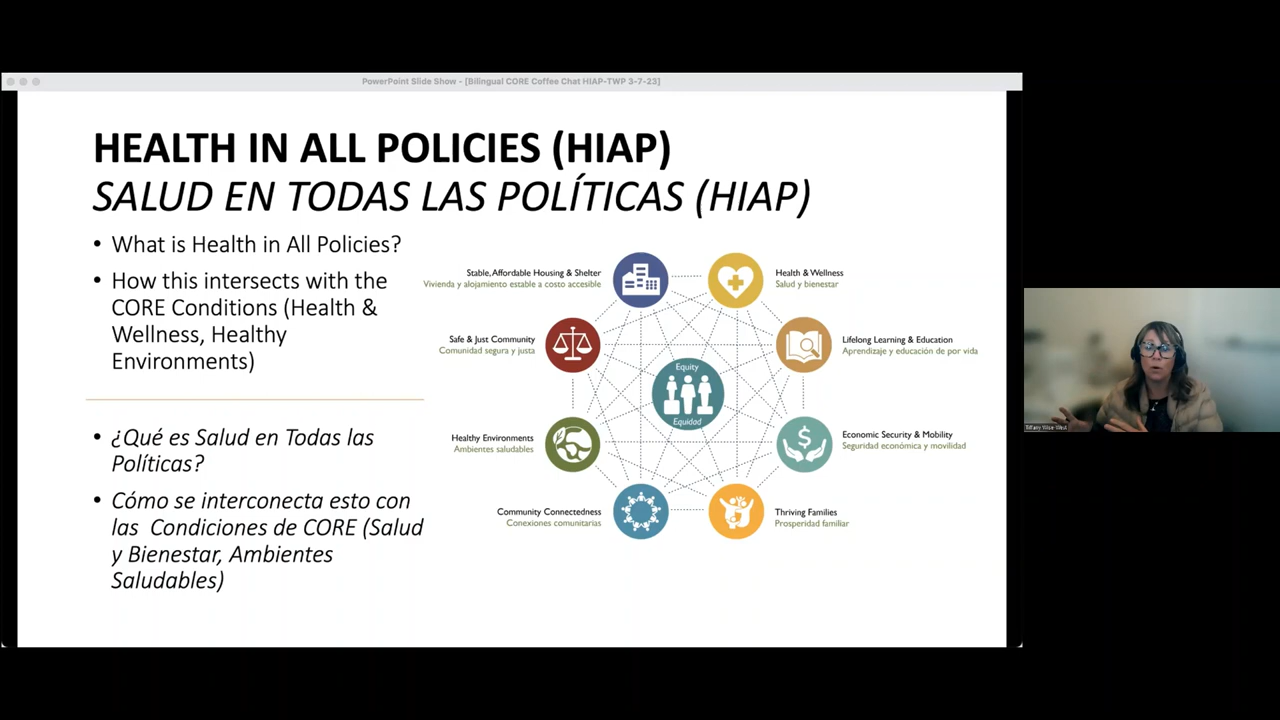 PowerPoint Slide Show - [Bilingual CORE Coffee Chat HIAP-TWP 3-7-23]
HEALTH IN ALL POLICIES (HIAP)
SALUD EN TODAS LAS POLÍTICAS (HIAP)
• What is Health in All Policies?
• How this intersects with the
CORE Conditions (Health &
Wellness, Healthy
Environments)
• ¿Qué es Salud en Todas las
Políticas?
• Cómo se interconecta esto con
las Condiciones de CORE (Salud
y Bienestar, Ambientes
Saludables)
Stable, Affordable Housing & Shelter
Vivienda y alojamiento estable a costo accesible
Health & Wellness
Salud y bienestar
Safe & Just Community
Comunidad segura y justa
Lifelong Learning & Education
Aprendizaje y educación de por vida
Equity
Equidad
Healthy Environments
Ambientes saludables
Economic Security & Mobility
Seguridad económica y movilidad
Community Connectedness
Conexiones comunitarias
Thriving Families
Prosperidad familiar
Tiffany Wise-West